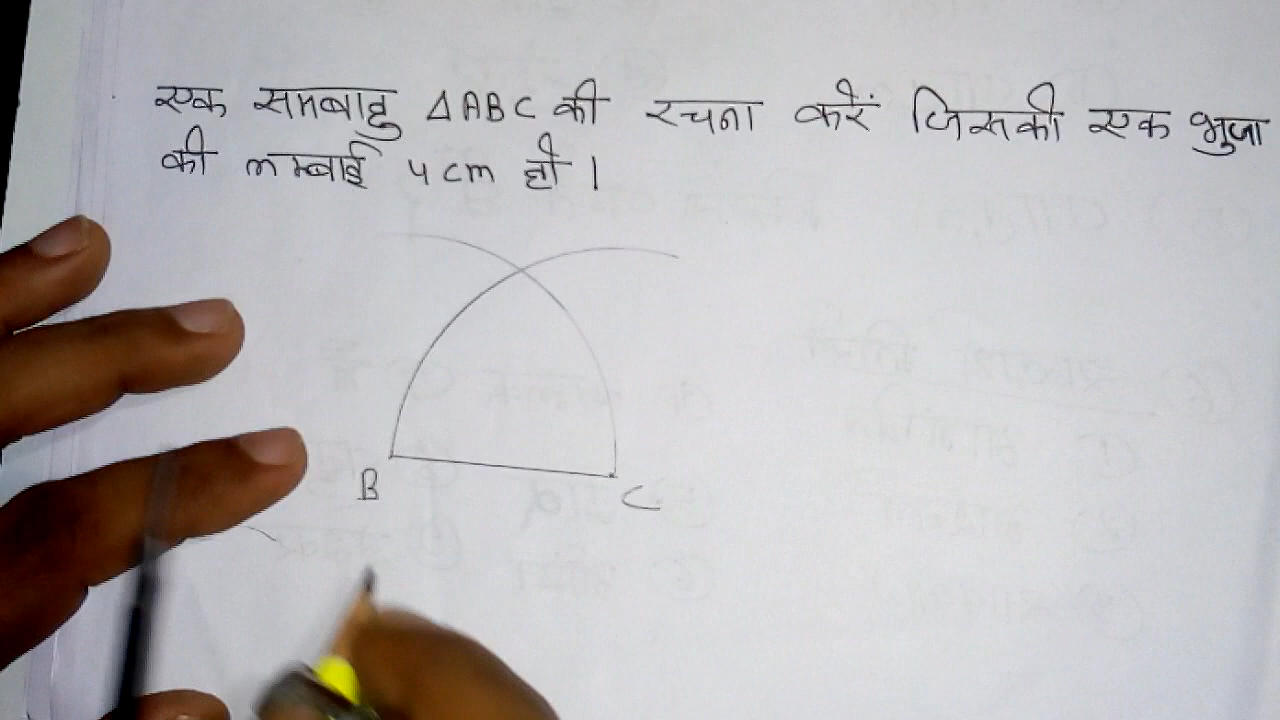 एक समबाहु ΔABC की रचना करें जिसकी एक भुजा
की लम्बाई 4 cm हो।
B
C